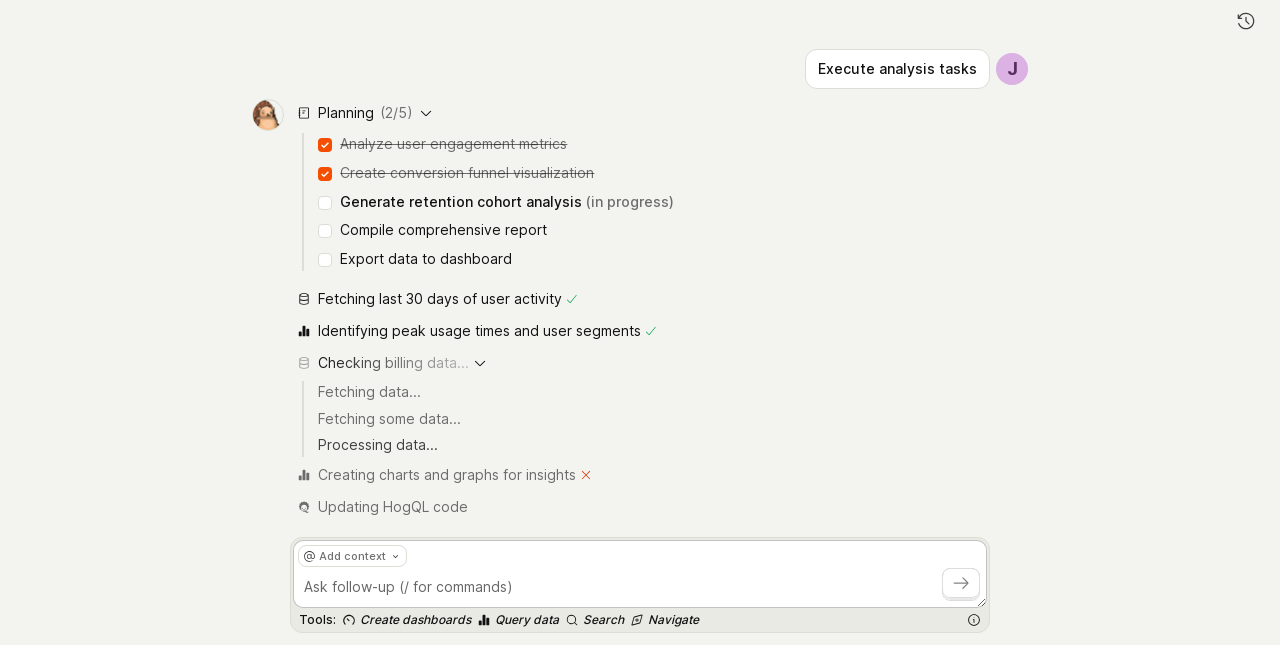 Execute analysis tasks
J
Planning (2/5)
Analyze user engagement metrics
Create conversion funnel visualization
Generate retention cohort analysis (in progress)
Compile comprehensive report
Export data to dashboard
Fetching last 30 days of user activity
Identifying peak usage times and user segments
Checking billing data...
Fetching data...
Fetching some data...
Processing data...
Creating charts and graphs for insights
Updating HogQL code
@ Add context
Ask follow-up (/ for commands)
Tools: Create dashboards Query data Search Navigate